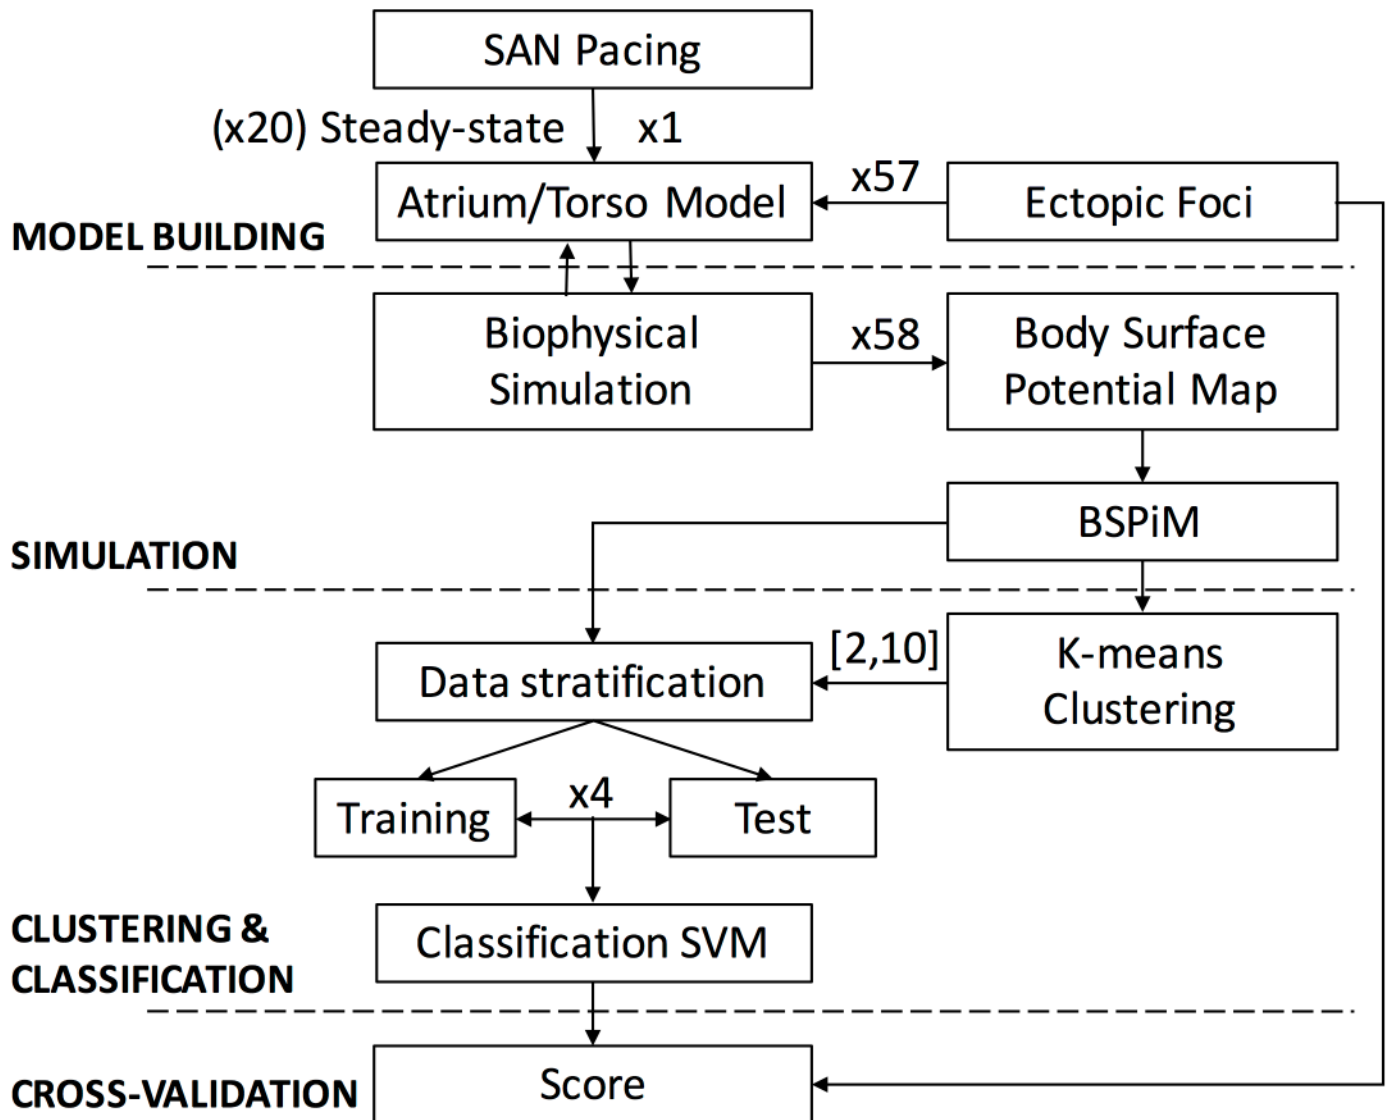 SAN Pacing
(x20) Steady-state x1
Atrium/Torso Model
x57
Ectopic Foci
MODEL BUILDING
Biophysical
Simulation
x58
Body Surface
Potential Map
BSPiM
SIMULATION
Data stratification
[2,10]
K-means
Clustering
Training
x4
Test
CLUSTERING &
CLASSIFICATION
Classification SVM
CROSS-VALIDATION
Score